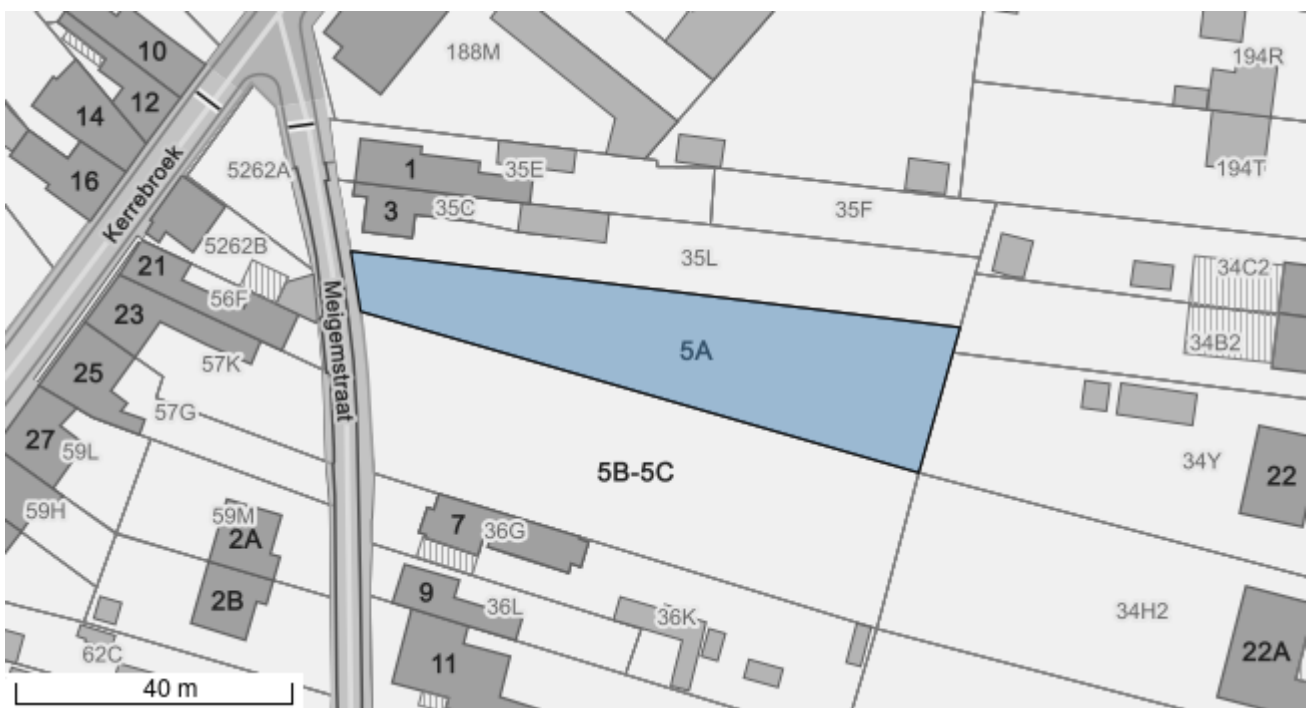 10
188M
194R
12
14
5262A
1
35E
194T
16
Kerrebroek
3
35C
35F
5262B
35L
21
56F
34C2
Meigemstraat
23
34B2
57K
5A
25
57G
27
59L
34Y
5B-5C
22
59H
59M
2A
7
36G
9
36L
2B
36K
34H2
62C
11
22A
40 m